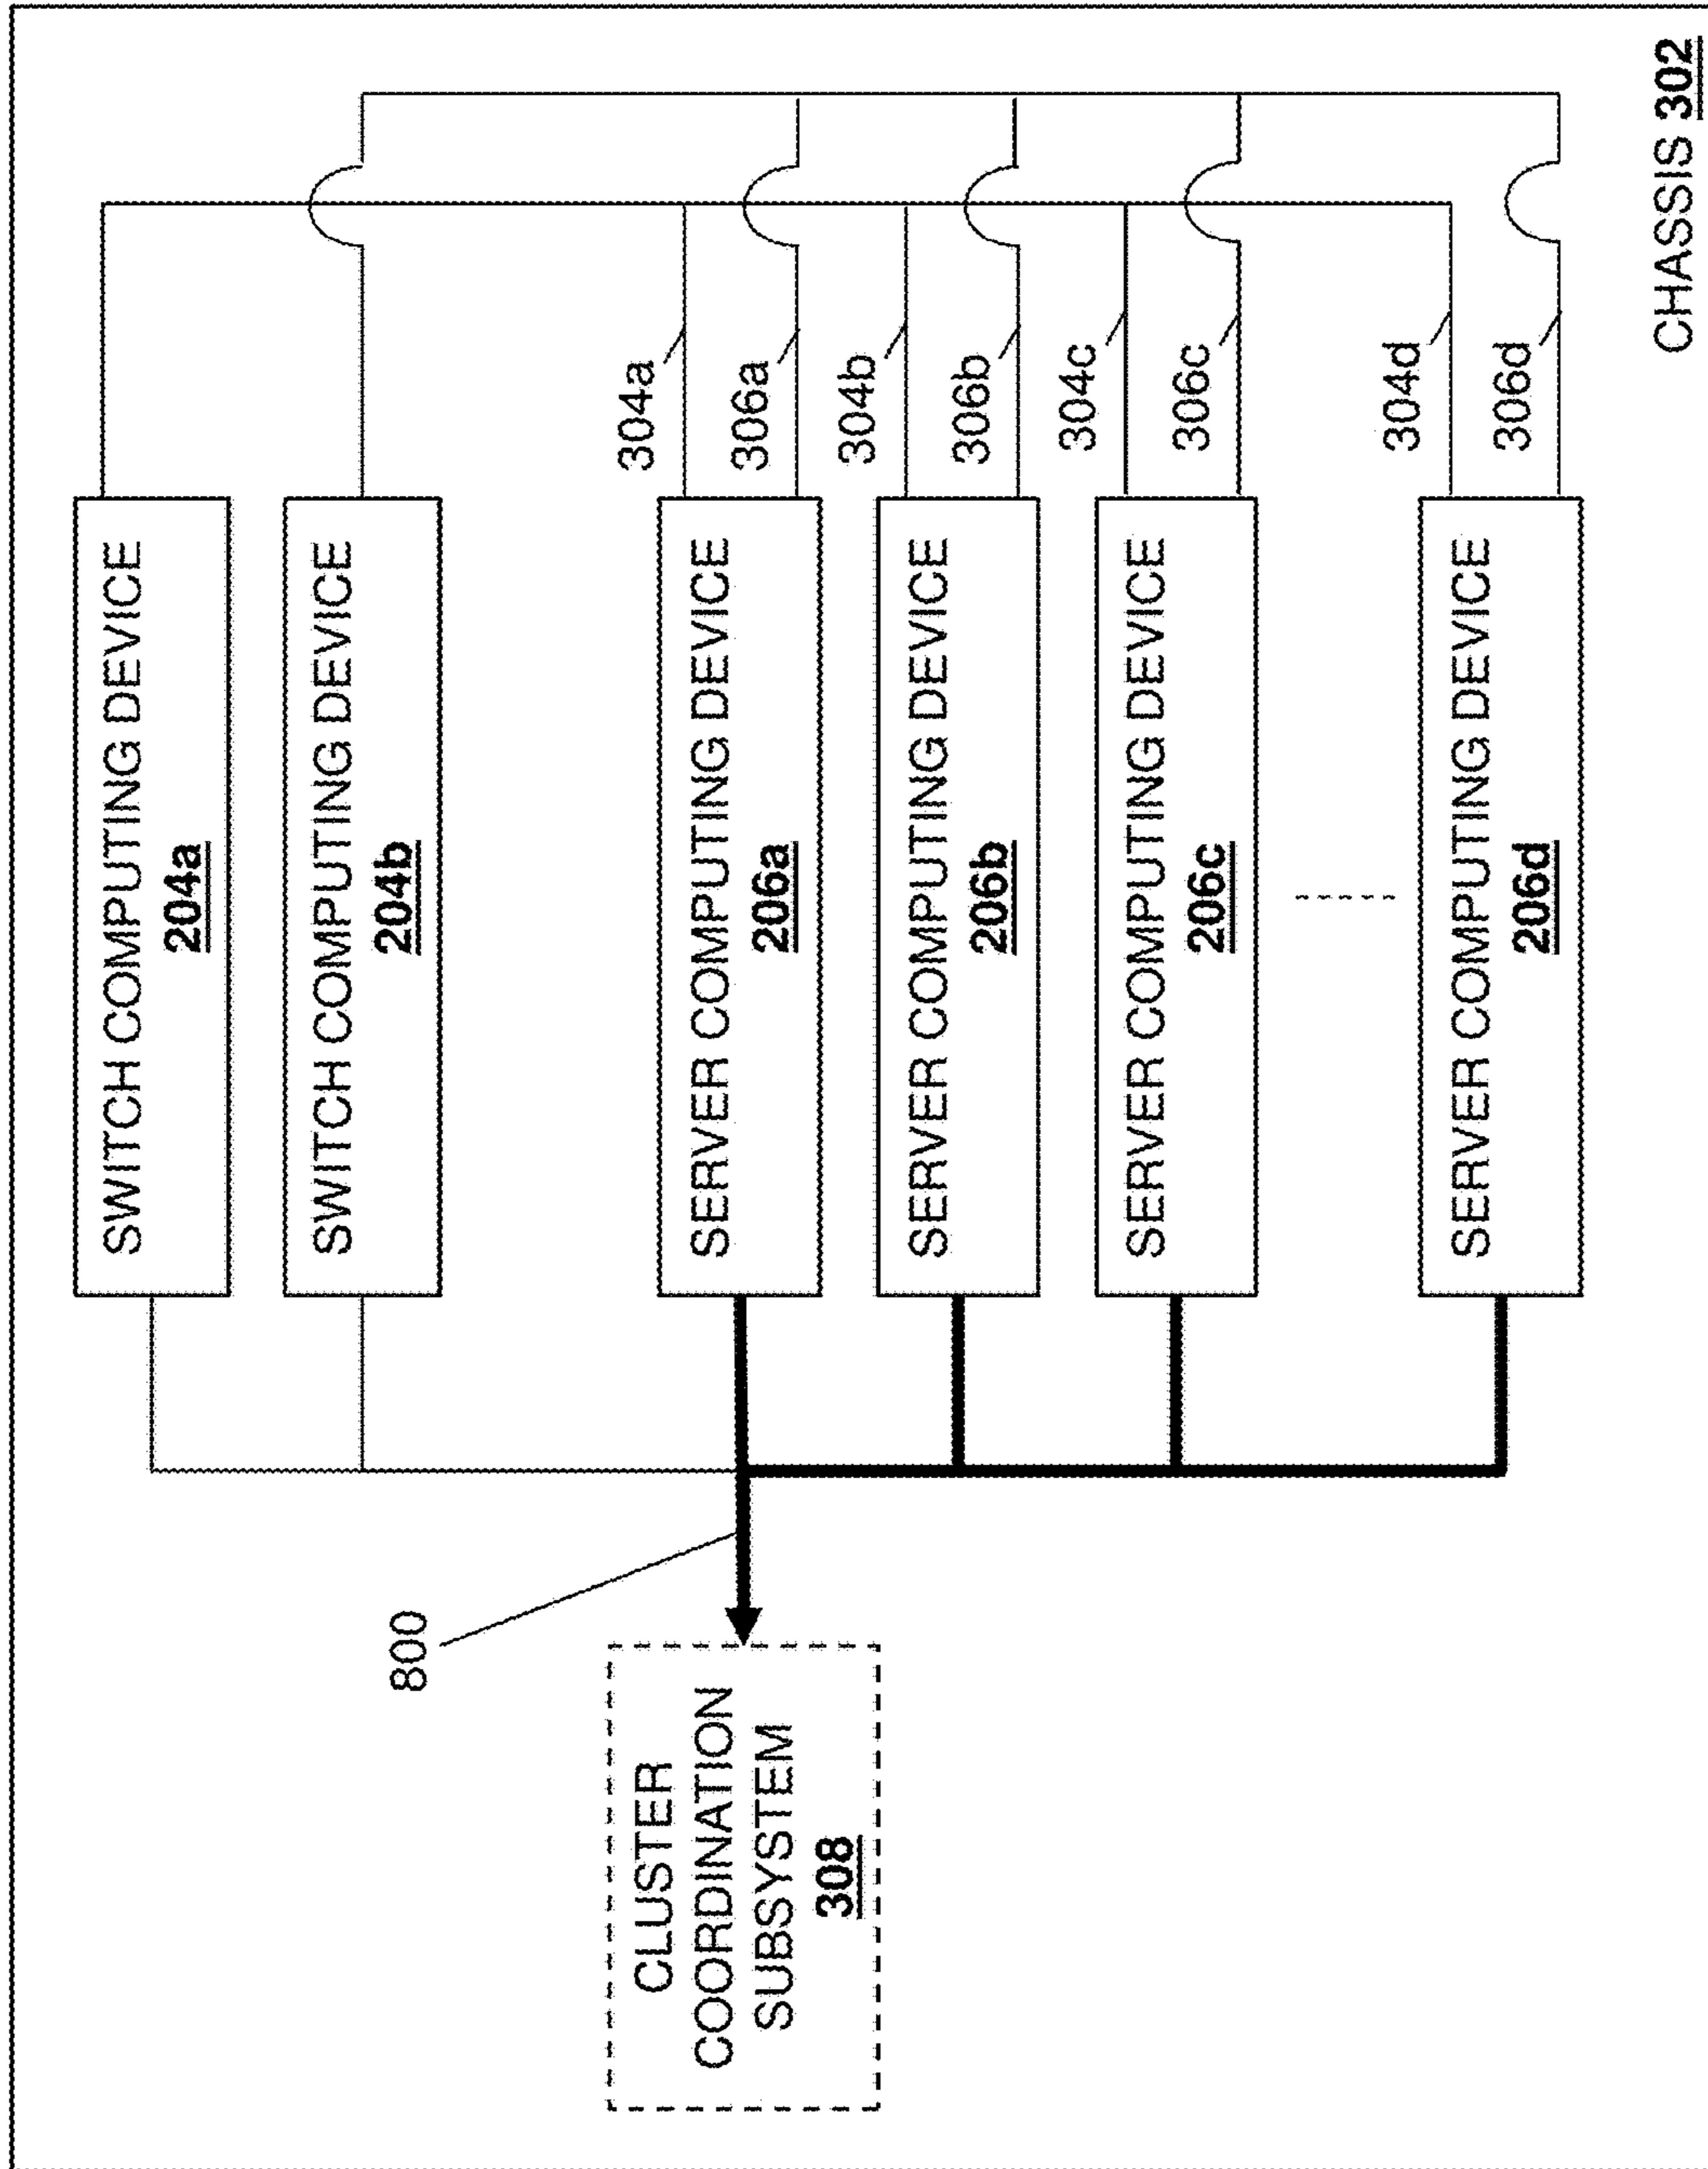 CHASSIS 302
SWITCH COMPUTING DEVICE
204a
SWITCH COMPUTING DEVICE
204b
SERVER COMPUTING DEVICE
206a
SERVER COMPUTING DEVICE
206b
SERVER COMPUTING DEVICE
206c
SERVER COMPUTING DEVICE
206d
304a
306a
304b
306b
304c
306c
304d
306d
800
CLUSTER
COORDINATION
SUBSYSTEM
308